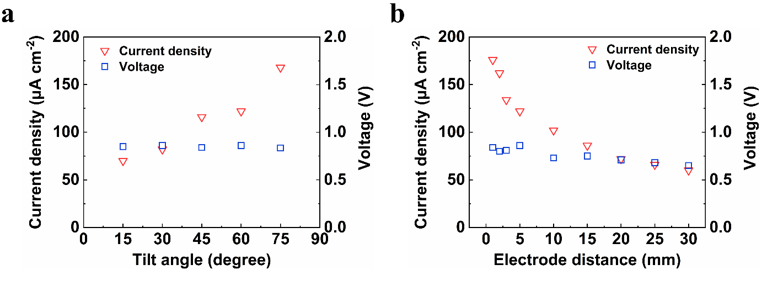 a
Current density (μA cm⁻²)
200
150
100
50
0
Current density
Voltage
2.0
1.5
1.0
0.5
0.0
Voltage (V)
0 15 30 45 60 75 90
Tilt angle (degree)
b
Current density (μA cm⁻²)
200
150
100
50
0
Current density
Voltage
2.0
1.5
1.0
0.5
0.0
Voltage (V)
0 5 10 15 20 25 30
Electrode distance (mm)